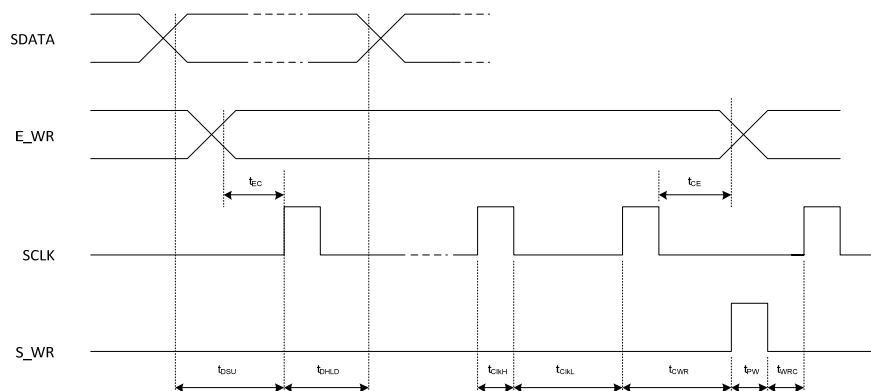 SDATA
E_WR
tEC
tCE
SCLK
S_WR
tDSU
tDHLD
tClkH
tClkL
tCWR
tPW
tWRC